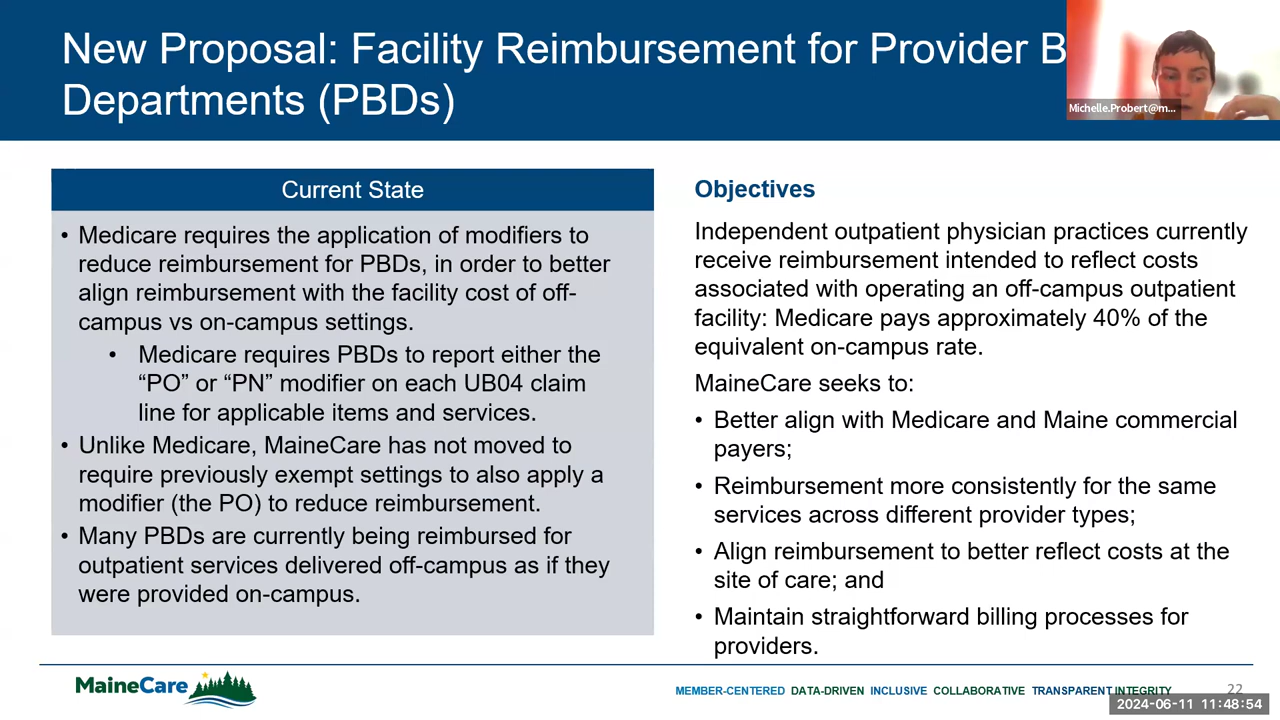 New Proposal: Facility Reimbursement for Provider B
Departments (PBDs)
Michelle.Probert@m...
Current State
• Medicare requires the application of modifiers to
reduce reimbursement for PBDs, in order to better
align reimbursement with the facility cost of off-
campus vs on-campus settings.
• Medicare requires PBDs to report either the
“PO” or “PN” modifier on each UB04 claim
line for applicable items and services.
• Unlike Medicare, MaineCare has not moved to
require previously exempt settings to also apply a
modifier (the PO) to reduce reimbursement.
• Many PBDs are currently being reimbursed for
outpatient services delivered off-campus as if they
were provided on-campus.
Objectives
Independent outpatient physician practices currently
receive reimbursement intended to reflect costs
associated with operating an off-campus outpatient
facility: Medicare pays approximately 40% of the
equivalent on-campus rate.
MaineCare seeks to:
• Better align with Medicare and Maine commercial
payers;
• Reimbursement more consistently for the same
services across different provider types;
• Align reimbursement to better reflect costs at the
site of care; and
• Maintain straightforward billing processes for
providers.
MaineCare
MEMBER-CENTERED DATA-DRIVEN INCLUSIVE COLLABORATIVE TRANSPARENT INTEGRITY
22
2024-06-11 11:48:54